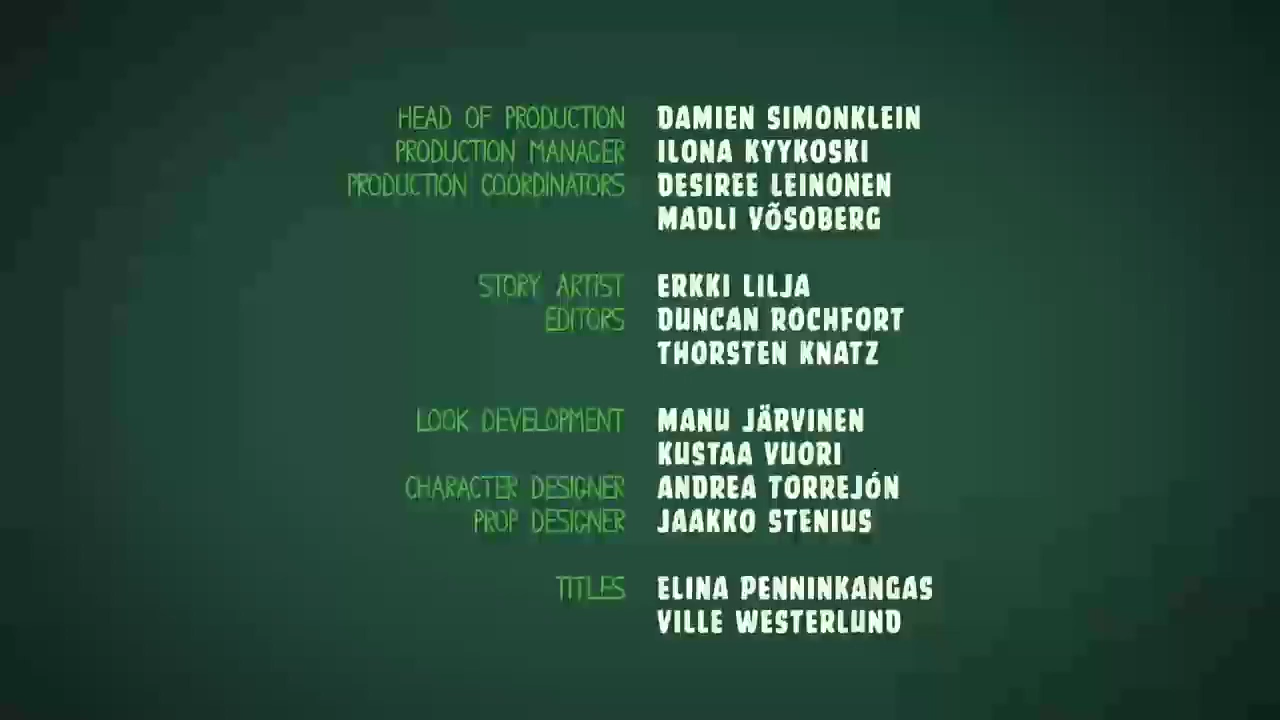 HEAD OF PRODUCTION DAMIEN SIMONKLEIN
PRODUCTION MANAGER ILONA KYYKOSKI
PRODUCTION COORDINATORS DESIREE LEINONEN
MADLI VÕSOBERG
STORY ARTIST ERKKI LILJA
EDITORS DUNCAN ROCHFORT
THORSTEN KNATZ
LOOK DEVELOPMENT MANU JÄRVINEN
KUSTAA VUORI
CHARACTER DESIGNER ANDREA TORREJÓN
PROP DESIGNER JAAKKO STENIUS
TITLES ELINA PENNINKANGAS
VILLE WESTERLUND